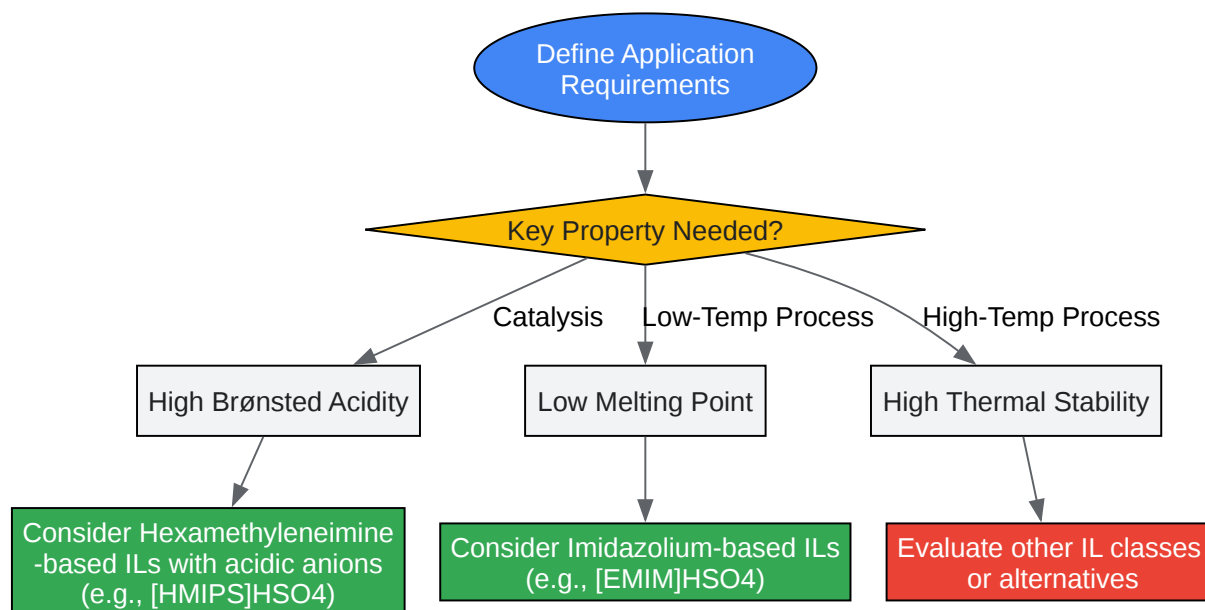 Define Application
Requirements
Key Property Needed?
Catalysis
Low-Temp Process
High-Temp Process
High Brønsted Acidity
Low Melting Point
High Thermal Stability
Consider Hexamethyleneimine
-based ILs with acidic anions
(e.g., [HMIPS]HSO4)
Consider Imidazolium-based ILs
(e.g., [EMIM]HSO4)
Evaluate other IL classes
or alternatives